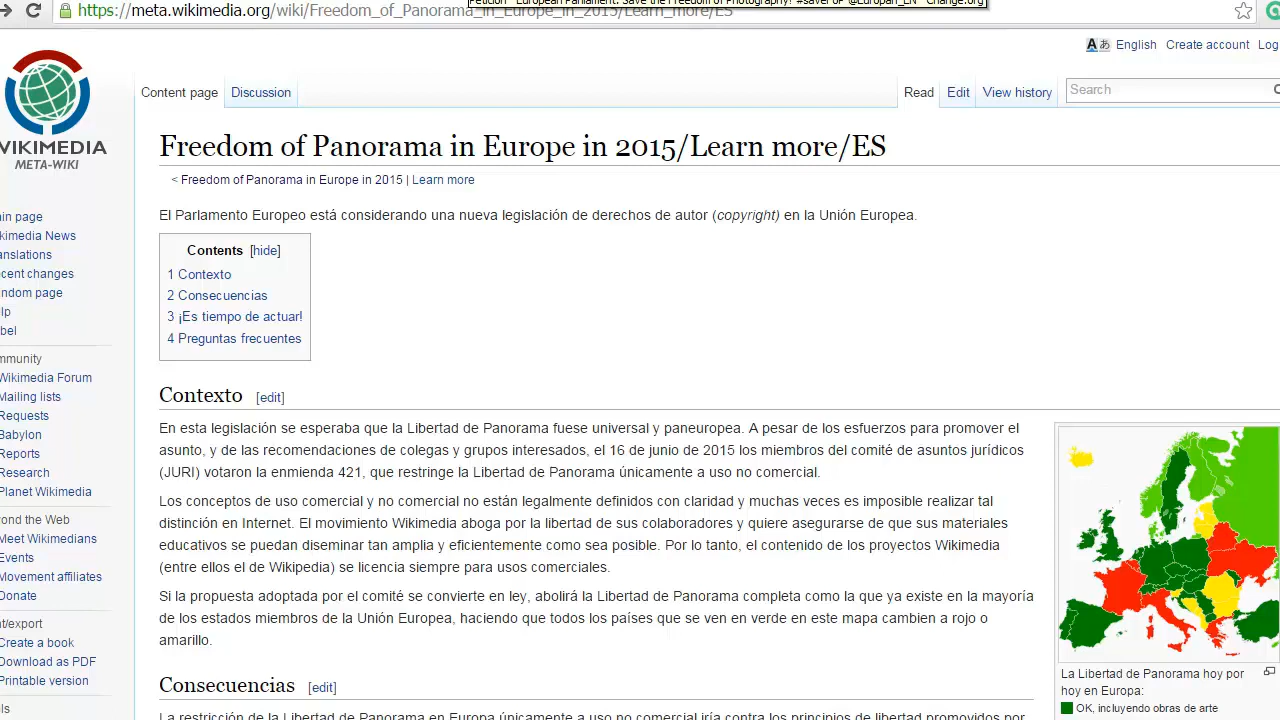 https://meta.wikimedia.org/wiki/Freedom_of_Panorama_in_Europe_in_2015/Learn_more/ES
Petition · European Parliament: Save the Freedom of Photography! #saveFoP @Europarl_EN · Change.org
English Create account Log
Content page Discussion Read Edit View history Search
WIKIMEDIA
META-WIKI
Freedom of Panorama in Europe in 2015/Learn more/ES
< Freedom of Panorama in Europe in 2015 | Learn more
El Parlamento Europeo está considerando una nueva legislación de derechos de autor (copyright) en la Unión Europea.
Contents [hide]
1 Contexto
2 Consecuencias
3 ¡Es tiempo de actuar!
4 Preguntas frecuentes
ain page
kimedia News
anslations
cent changes
ndom page
lp
bel
mmunity
Wikimedia Forum
Mailing lists
Requests
Babylon
Reports
Research
Planet Wikimedia
ond the Web
Meet Wikimedians
Events
Movement affiliates
Donate
nt/export
Create a book
Download as PDF
Printable version
ls
Contexto [edit]
En esta legislación se esperaba que la Libertad de Panorama fuese universal y paneuropea. A pesar de los esfuerzos para promover el
asunto, y de las recomendaciones de colegas y grupos interesados, el 16 de junio de 2015 los miembros del comité de asuntos jurídicos
(JURI) votaron la enmienda 421, que restringe la Libertad de Panorama únicamente a uso no comercial.
Los conceptos de uso comercial y no comercial no están legalmente definidos con claridad y muchas veces es imposible realizar tal
distinción en Internet. El movimiento Wikimedia aboga por la libertad de sus colaboradores y quiere asegurarse de que sus materiales
educativos se puedan diseminar tan amplia y eficientemente como sea posible. Por lo tanto, el contenido de los proyectos Wikimedia
(entre ellos el de Wikipedia) se licencia siempre para usos comerciales.
Si la propuesta adoptada por el comité se convierte en ley, abolirá la Libertad de Panorama completa como la que ya existe en la mayoría
de los estados miembros de la Unión Europea, haciendo que todos los países que se ven en verde en este mapa cambien a rojo o
amarillo.
La Libertad de Panorama hoy por
hoy en Europa:
OK, incluyendo obras de arte
Consecuencias [edit]
La restricción de la Libertad de Panorama en Europa únicamente a uso no comercial iría contra los principios de libertad promovidos por